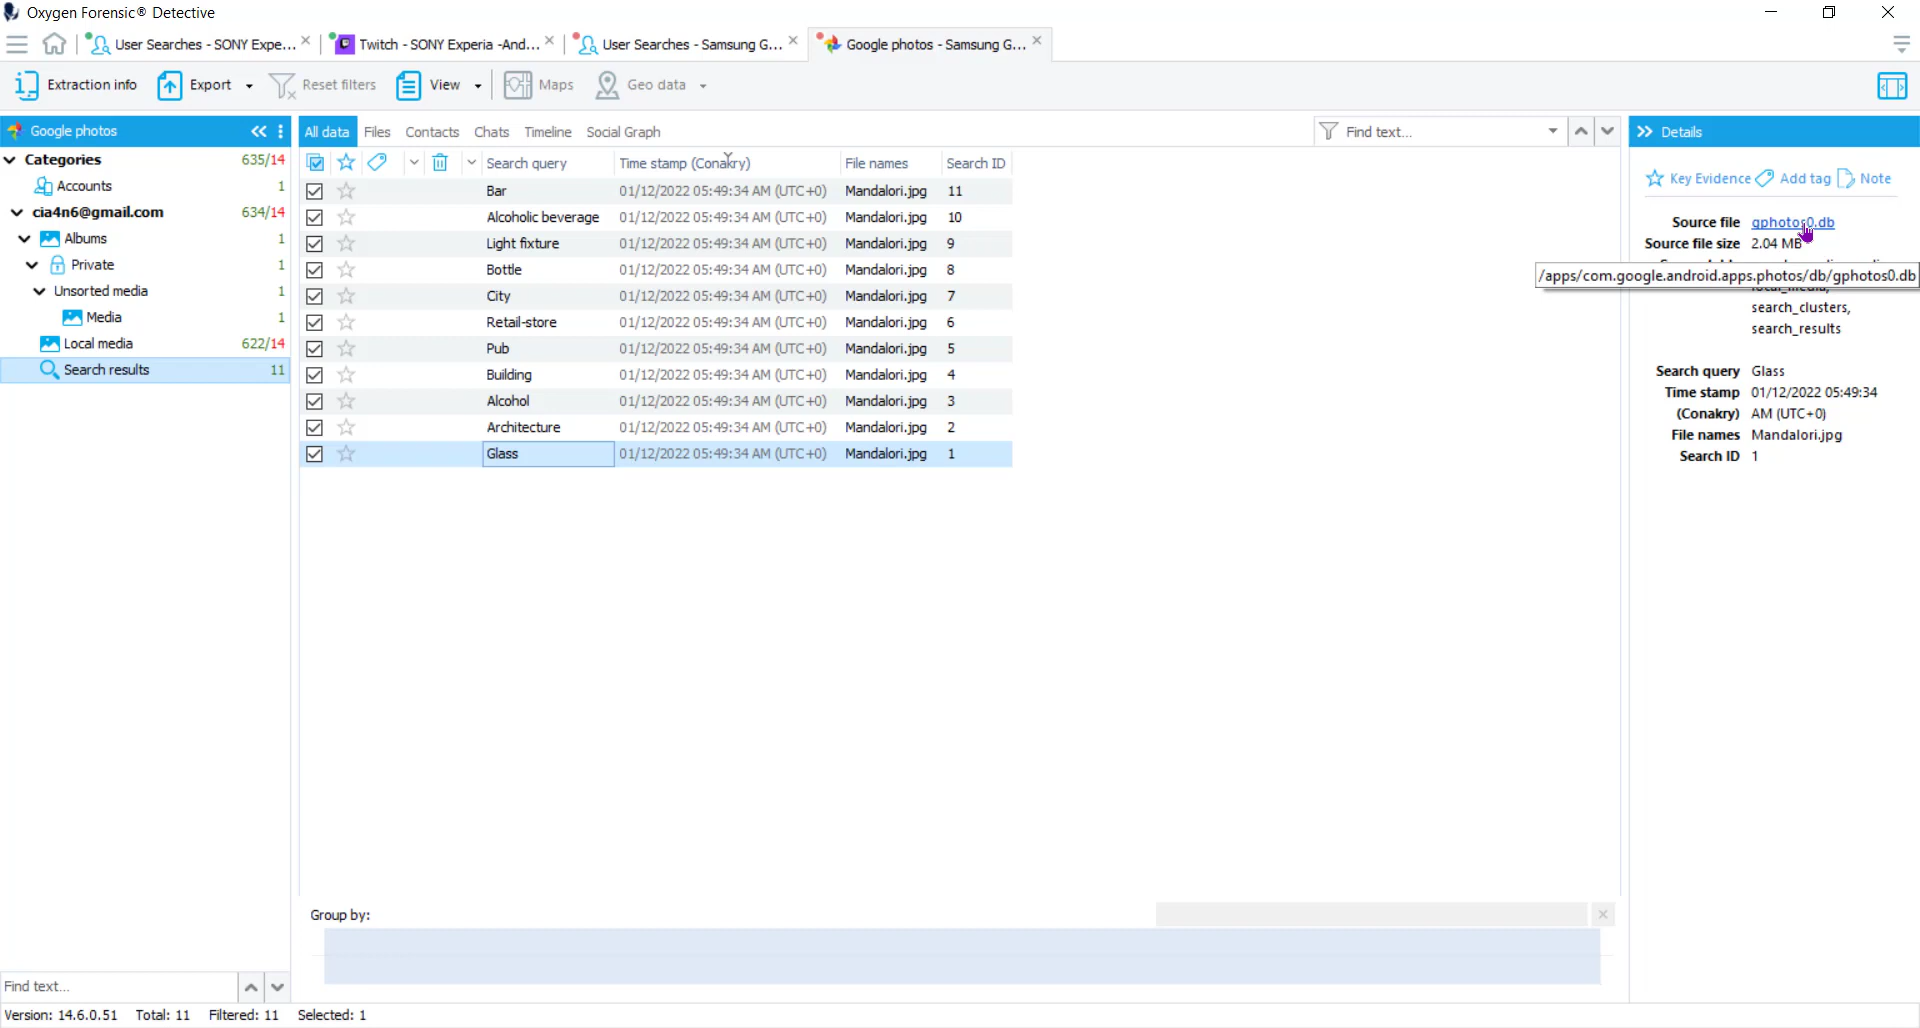 Oxygen Forensic® Detective
User Searches - SONY Expe...
Twitch - SONY Experia -And...
User Searches - Samsung G...
Google photos - Samsung G...
Extraction info
Export
Reset filters
View
Maps
Geo data
Google photos
Categories 635/14
Accounts 1
cia4n6@gmail.com 634/14
Albums 1
Private 1
Unsorted media 1
Media 1
Local media 622/14
Search results 11
All data Files Contacts Chats Timeline Social Graph
Find text...
Search query Time stamp (Conakry) File names Search ID
Bar 01/12/2022 05:49:34 AM (UTC+0) Mandalori.jpg 11
Alcoholic beverage 01/12/2022 05:49:34 AM (UTC+0) Mandalori.jpg 10
Light fixture 01/12/2022 05:49:34 AM (UTC+0) Mandalori.jpg 9
Bottle 01/12/2022 05:49:34 AM (UTC+0) Mandalori.jpg 8
City 01/12/2022 05:49:34 AM (UTC+0) Mandalori.jpg 7
Retail-store 01/12/2022 05:49:34 AM (UTC+0) Mandalori.jpg 6
Pub 01/12/2022 05:49:34 AM (UTC+0) Mandalori.jpg 5
Building 01/12/2022 05:49:34 AM (UTC+0) Mandalori.jpg 4
Alcohol 01/12/2022 05:49:34 AM (UTC+0) Mandalori.jpg 3
Architecture 01/12/2022 05:49:34 AM (UTC+0) Mandalori.jpg 2
Glass 01/12/2022 05:49:34 AM (UTC+0) Mandalori.jpg 1
Group by:
Details
Key Evidence Add tag Note
Source file gphotos0.db
Source file size 2.04 MB
/apps/com.google.android.apps.photos/db/gphotos0.db
search_clusters,
search_results
Search query Glass
Time stamp 01/12/2022 05:49:34
(Conakry) AM (UTC+0)
File names Mandalori.jpg
Search ID 1
Find text...
Version: 14.6.0.51 Total: 11 Filtered: 11 Selected: 1